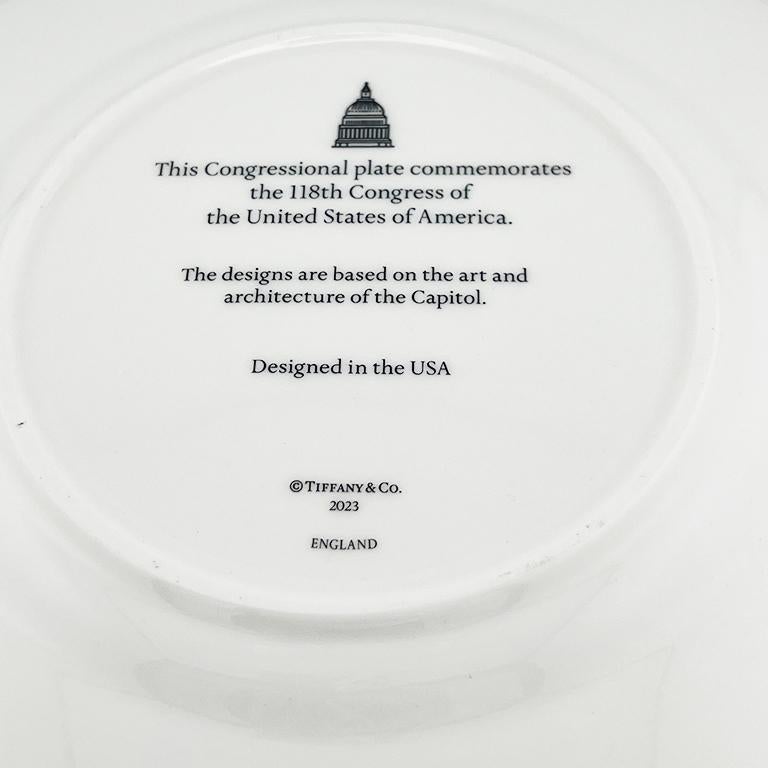 This Congressional plate commemorates
the 118th Congress of
the United States of America.
The designs are based on the art and
architecture of the Capitol.
Designed in the USA
©TIFFANY & CO.
2023
ENGLAND